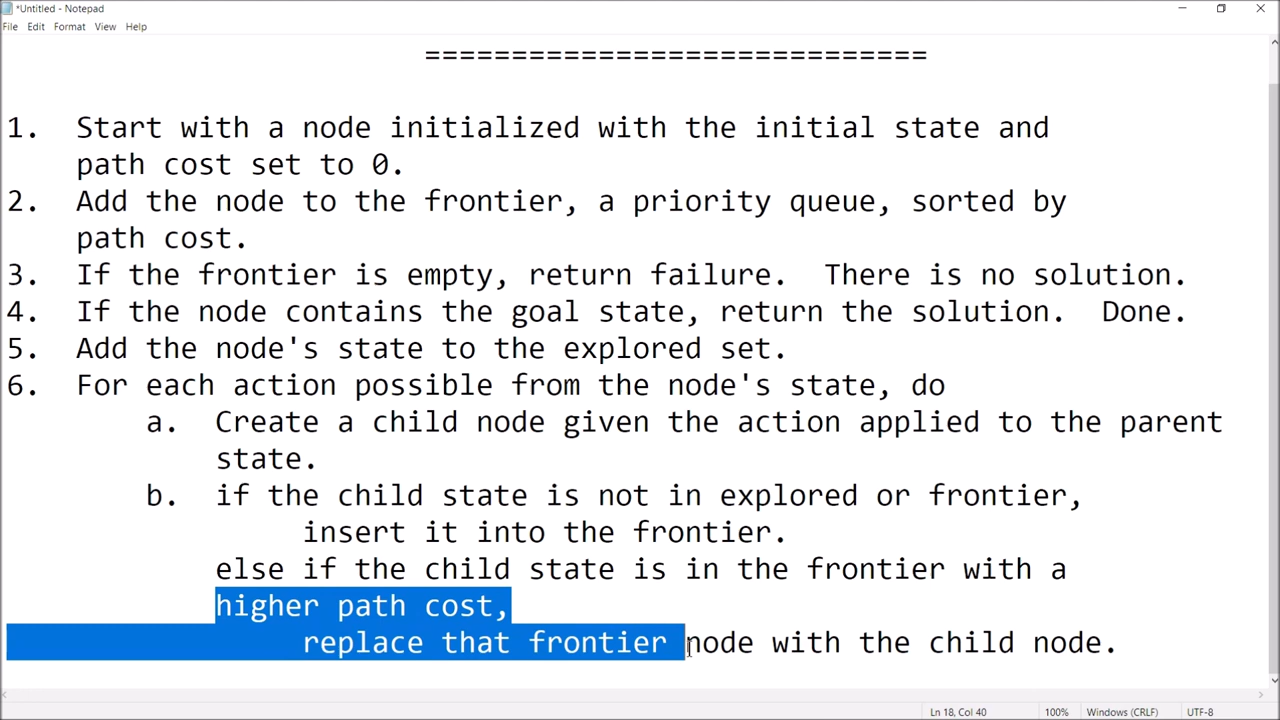 *Untitled - Notepad
File Edit Format View Help
=============================
1. Start with a node initialized with the initial state and
path cost set to 0.
2. Add the node to the frontier, a priority queue, sorted by
path cost.
3. If the frontier is empty, return failure. There is no solution.
4. If the node contains the goal state, return the solution. Done.
5. Add the node's state to the explored set.
6. For each action possible from the node's state, do
a. Create a child node given the action applied to the parent
state.
b. if the child state is not in explored or frontier,
insert it into the frontier.
else if the child state is in the frontier with a
higher path cost,
replace that frontier node with the child node.
Ln 18, Col 40 100% Windows (CRLF) UTF-8